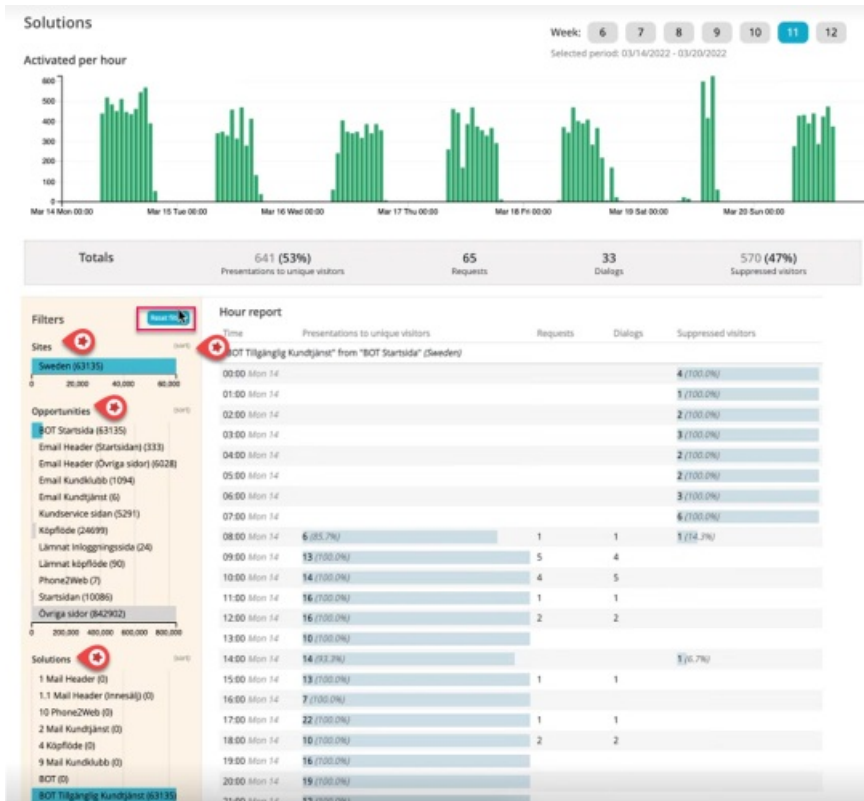 Solutions
Week: 6 7 8 9 10 11 12
Selected period: 03/14/2022 - 03/20/2022
Activated per hour
600
500
400
300
200
100
0
Mar 14 Mon 00:00 Mar 15 Tue 00:00 Mar 16 Wed 00:00 Mar 17 Thu 00:00 Mar 18 Fri 00:00 Mar 19 Sat 00:00 Mar 20 Sun 00:00
Totals 641 (53%) 65 33 570 (47%)
Presentations to unique visitors Requests Dialogs Suppressed visitors
Filters
Reset
Sites (sort)
Sweden (63135)
0 20,000 40,000 60,000
Opportunities (sort)
BOT Startsida (63135)
Email Header (Startsidan) (333)
Email Header (Övriga sidor) (6028)
Email Kundklubb (1094)
Email Kundtjänst (6)
Kundservice sidan (5291)
Köpflöde (24699)
Lämnat Inloggningssida (24)
Lämnat köpflöde (90)
Phone2Web (7)
Startsidan (10086)
Övriga sidor (842902)
0 200,000 400,000 600,000 800,000
Solutions (sort)
1 Mail Header (0)
1.1 Mail Header (Innesälj) (0)
10 Phone2Web (0)
2 Mail Kundtjänst (0)
4 Köpflöde (0)
9 Mail Kundklubb (0)
BOT (0)
BOT Tillgänglig Kundtjänst (63135)
Hour report
Time Presentations to unique visitors Requests Dialogs Suppressed visitors
BOT Tillgänglig Kundtjänst" from "BOT Startsida" (Sweden)
00:00 Mon 14 4 (100.0%)
01:00 Mon 14 1 (100.0%)
02:00 Mon 14 2 (100.0%)
03:00 Mon 14 3 (100.0%)
04:00 Mon 14 2 (100.0%)
05:00 Mon 14 2 (100.0%)
06:00 Mon 14 3 (100.0%)
07:00 Mon 14 6 (100.0%)
08:00 Mon 14 6 (85.7%) 1 1 1 (14.3%)
09:00 Mon 14 13 (100.0%) 5 4
10:00 Mon 14 14 (100.0%) 4 5
11:00 Mon 14 16 (100.0%) 1 1
12:00 Mon 14 16 (100.0%) 2 2
13:00 Mon 14 10 (100.0%)
14:00 Mon 14 14 (93.3%) 1 (6.7%)
15:00 Mon 14 13 (100.0%) 1 1
16:00 Mon 14 7 (100.0%)
17:00 Mon 14 22 (100.0%) 1 1
18:00 Mon 14 10 (100.0%) 2 2
19:00 Mon 14 16 (100.0%)
20:00 Mon 14 19 (100.0%)